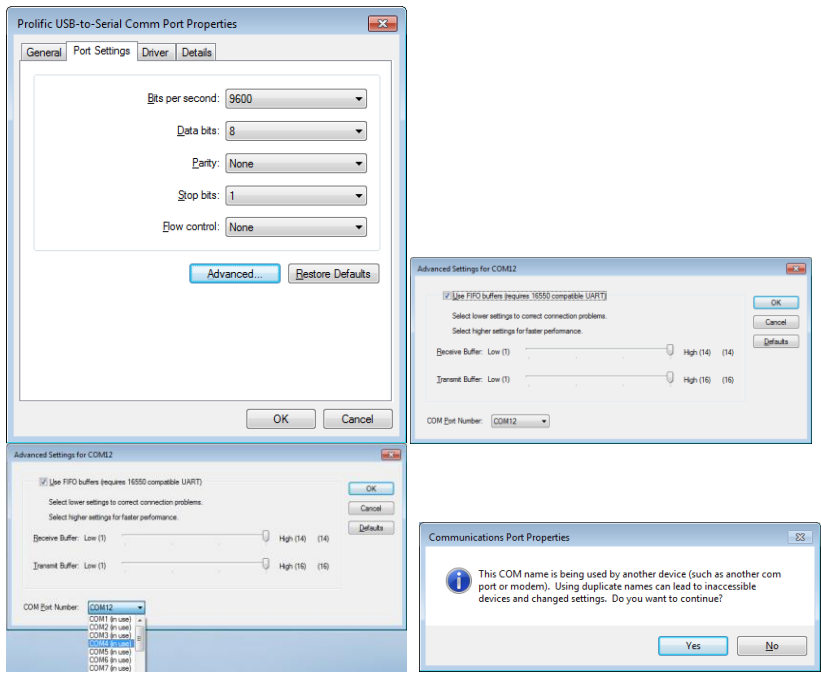 Prolific USB-to-Serial Comm Port Properties
General Port Settings Driver Details
Bits per second: 9600
Data bits: 8
Parity: None
Stop bits: 1
Flow control: None
Advanced... Restore Defaults
OK Cancel
Advanced Settings for COM12
Use FIFO buffers (requires 16550 compatible UART)
OK
Select lower settings to correct connection problems.
Cancel
Select higher settings for faster performance.
Defaults
Receive Buffer: Low (1) High (14) (14)
Transmit Buffer: Low (1) High (16) (16)
COM Port Number: COM12
Advanced Settings for COM12
Use FIFO buffers (requires 16550 compatible UART)
OK
Select lower settings to correct connection problems.
Cancel
Select higher settings for faster performance.
Defaults
Receive Buffer: Low (1) High (14) (14)
Transmit Buffer: Low (1) High (16) (16)
COM Port Number: COM12
COM1 (in use)
COM2 (in use)
COM3 (in use)
COM4 (in use)
COM5 (in use)
COM6 (in use)
COM7 (in use)
Communications Port Properties
This COM name is being used by another device (such as another com
port or modem). Using duplicate names can lead to inaccessible
devices and changed settings. Do you want to continue?
Yes No